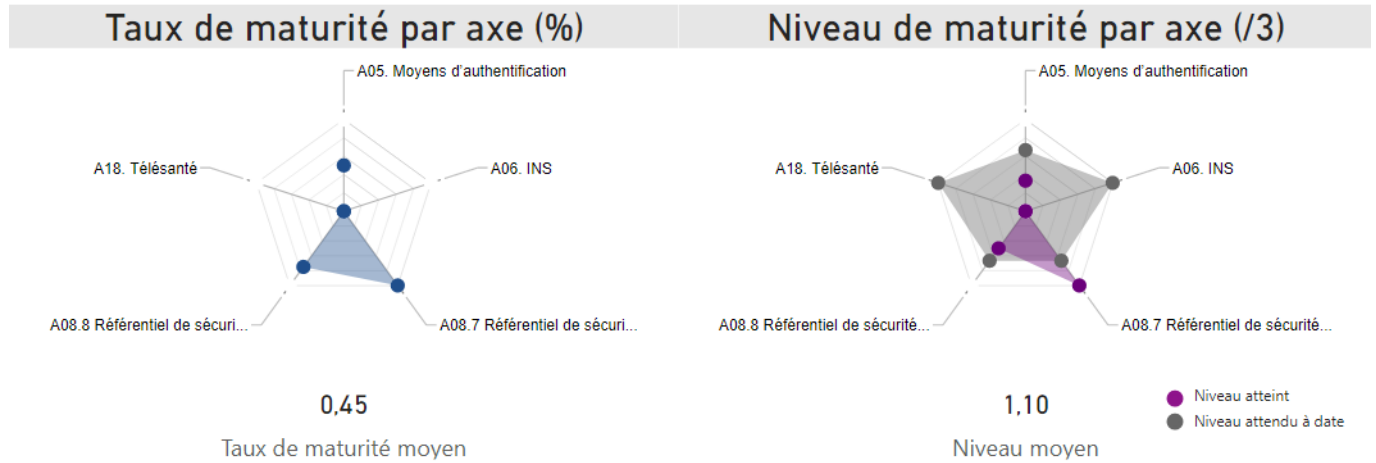 Taux de maturité par axe (%)
A05. Moyens d'authentification
A18. Télésanté
A06. INS
A08.8 Référentiel de sécuri...
A08.7 Référentiel de sécuri...
0,45
Taux de maturité moyen
Niveau de maturité par axe (/3)
A05. Moyens d'authentification
A18. Télésanté
A06. INS
A08.8 Référentiel de sécurité...
A08.7 Référentiel de sécurité...
1,10
Niveau moyen
Niveau atteint
Niveau attendu à date